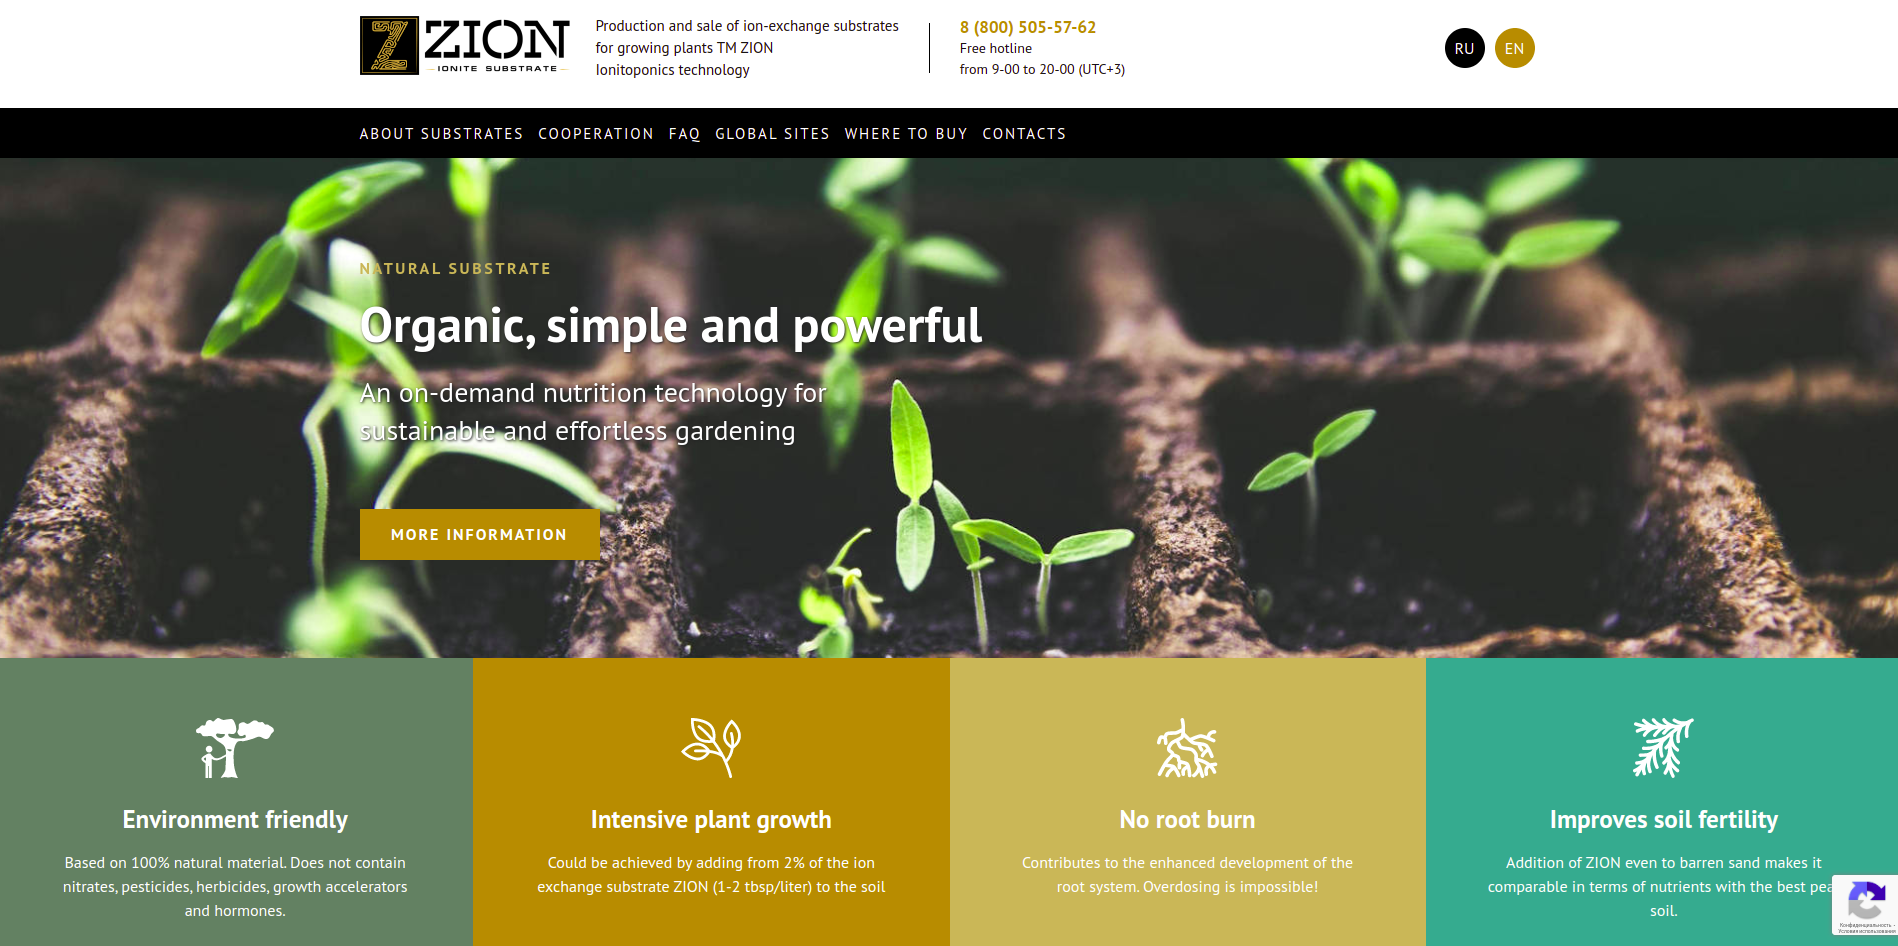 ZION
IONITE SUBSTRATE
Production and sale of ion-exchange substrates
for growing plants TM ZION
Ionitoponics technology
8 (800) 505-57-62
Free hotline
from 9-00 to 20-00 (UTC+3)
RU
EN
ABOUT SUBSTRATES COOPERATION FAQ GLOBAL SITES WHERE TO BUY CONTACTS
NATURAL SUBSTRATE
Organic, simple and powerful
An on-demand nutrition technology for
sustainable and effortless gardening
MORE INFORMATION
Environment friendly
Based on 100% natural material. Does not contain
nitrates, pesticides, herbicides, growth accelerators
and hormones.
Intensive plant growth
Could be achieved by adding from 2% of the ion
exchange substrate ZION (1-2 tbsp/liter) to the soil
No root burn
Contributes to the enhanced development of the
root system. Overdosing is impossible!
Improves soil fertility
Addition of ZION even to barren sand makes it
comparable in terms of nutrients with the best pea
soil.
Конфиденциальность -
Условия использования